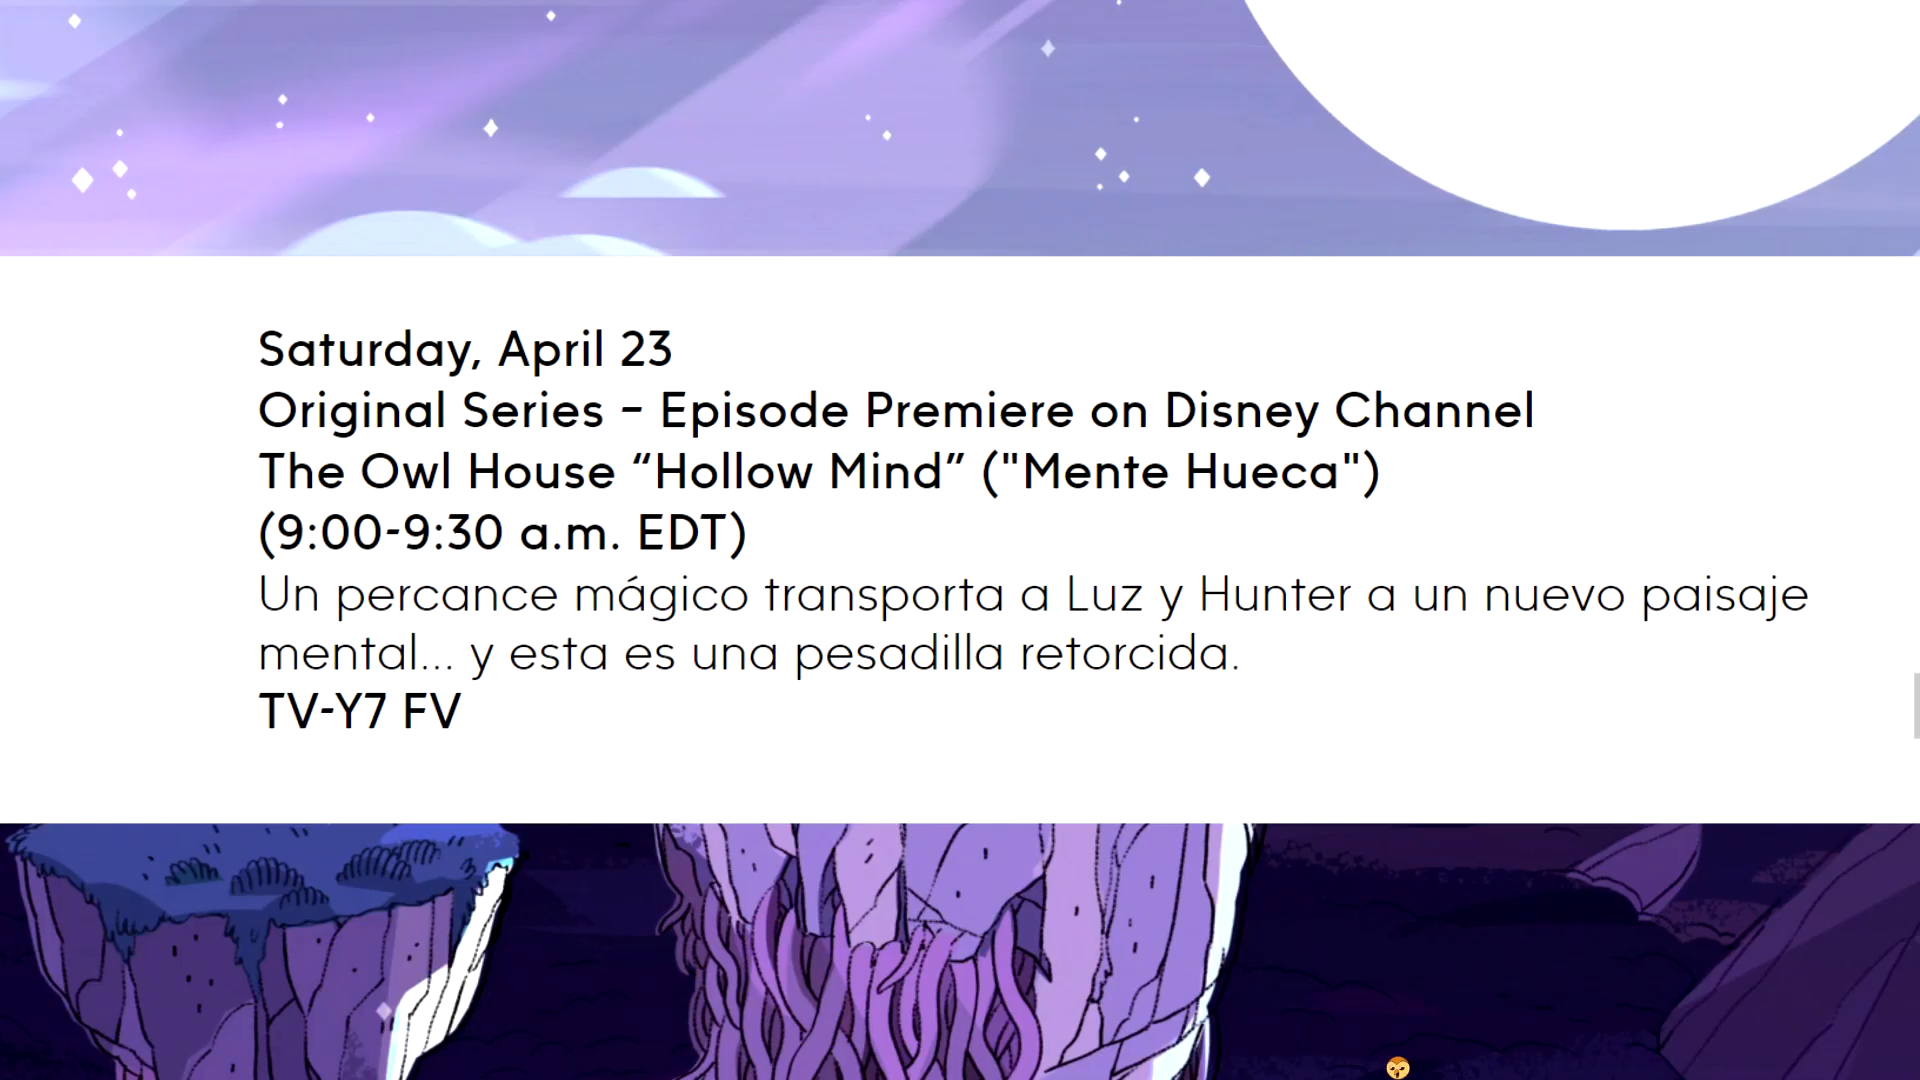 Saturday, April 23
Original Series – Episode Premiere on Disney Channel
The Owl House “Hollow Mind” ("Mente Hueca")
(9:00-9:30 a.m. EDT)
Un percance mágico transporta a Luz y Hunter a un nuevo paisaje
mental... y esta es una pesadilla retorcida.
TV-Y7 FV